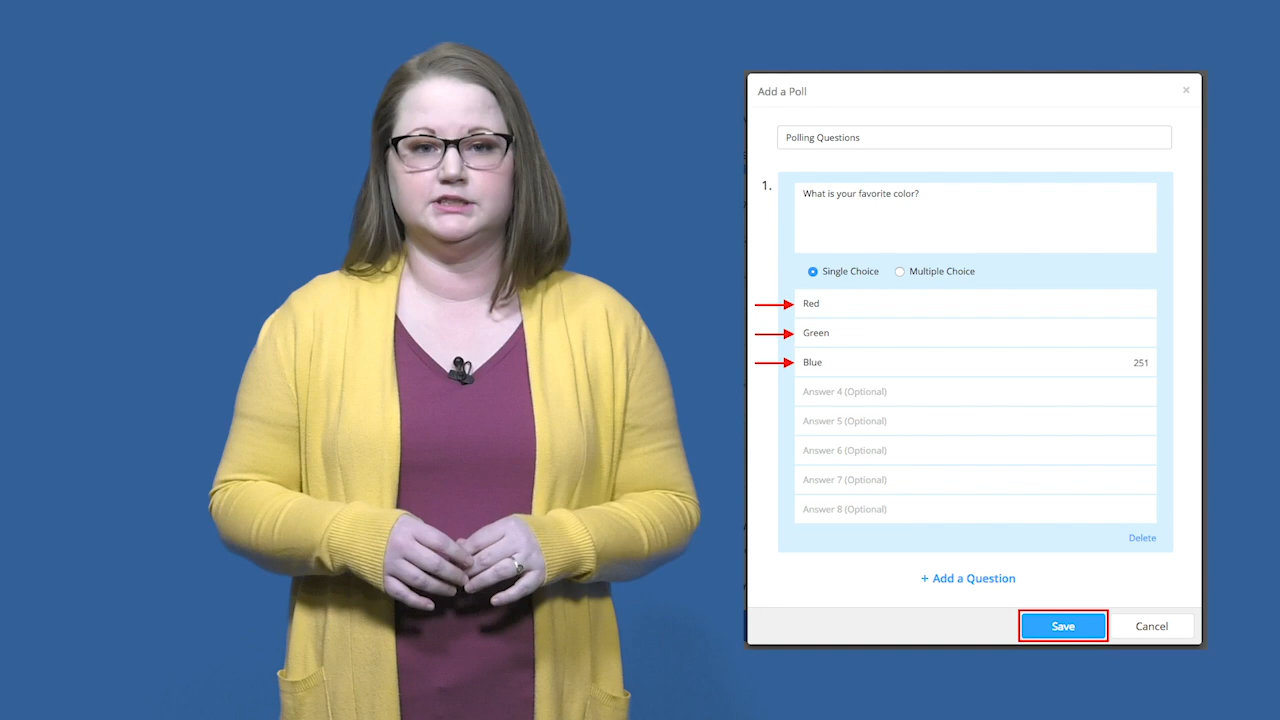 Add a Poll ×
Polling Questions
1.
What is your favorite color?
Single Choice Multiple Choice
Red
Green
Blue 251
Answer 4 (Optional)
Answer 5 (Optional)
Answer 6 (Optional)
Answer 7 (Optional)
Answer 8 (Optional)
Delete
+ Add a Question
Save Cancel